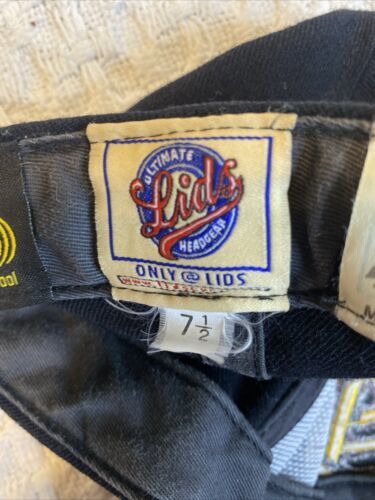 ULTIMATE
Lids
HEADGEAR
ONLY @ LIDS
7 1/2